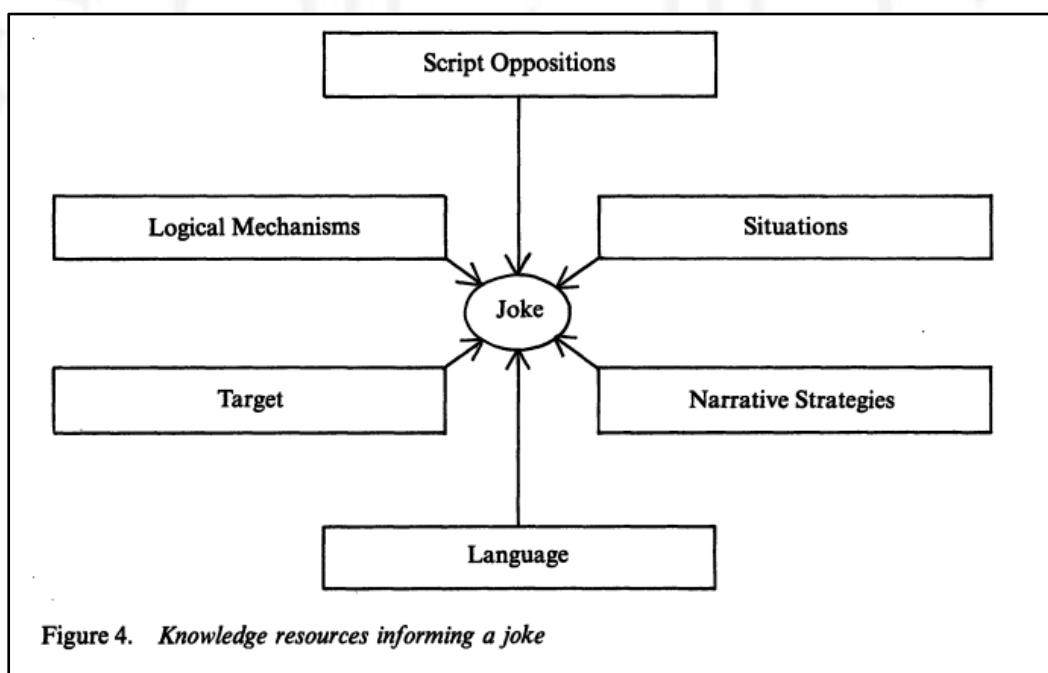 Script Oppositions
Logical Mechanisms
Situations
Joke
Target
Narrative Strategies
Language
Figure 4. Knowledge resources informing a joke